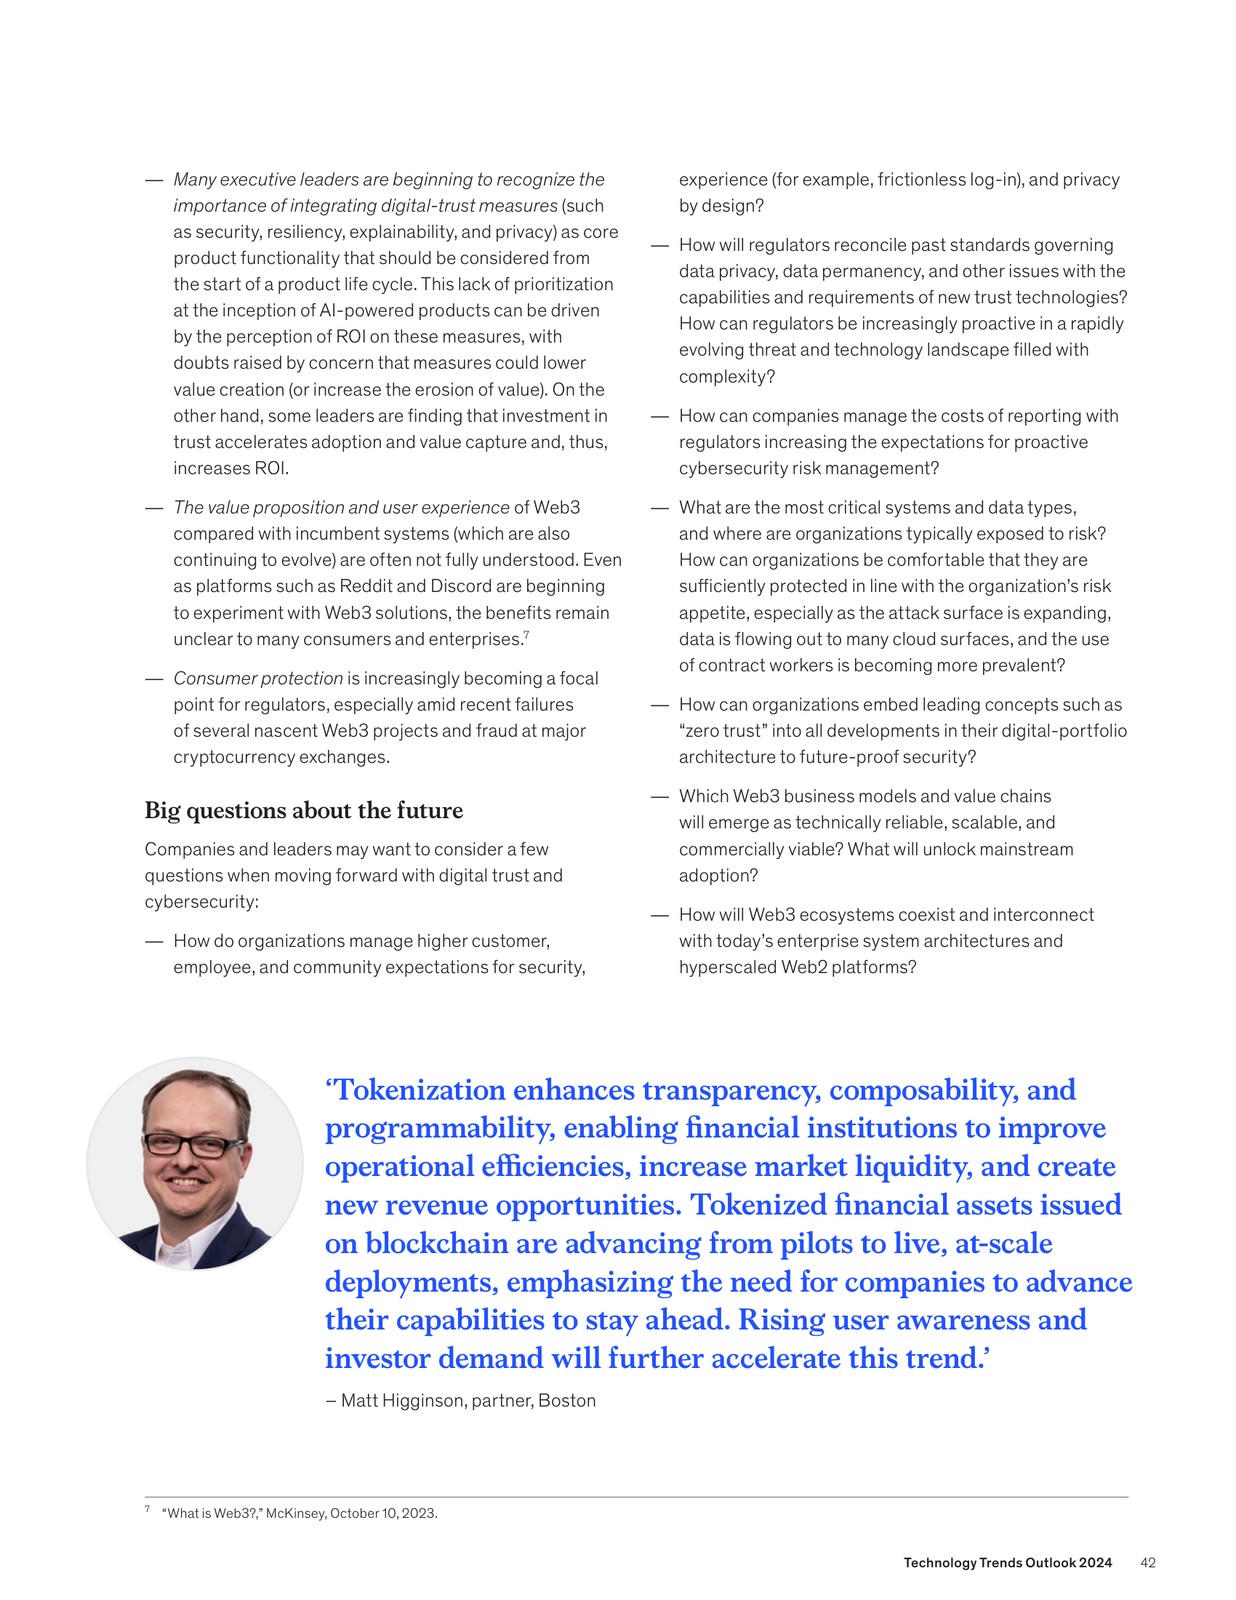 — Many executive leaders are beginning to recognize the
importance of integrating digital-trust measures (such
as security, resiliency, explainability, and privacy) as core
product functionality that should be considered from
the start of a product life cycle. This lack of prioritization
at the inception of AI-powered products can be driven
by the perception of ROI on these measures, with
doubts raised by concern that measures could lower
value creation (or increase the erosion of value). On the
other hand, some leaders are finding that investment in
trust accelerates adoption and value capture and, thus,
increases ROI.
— The value proposition and user experience of Web3
compared with incumbent systems (which are also
continuing to evolve) are often not fully understood. Even
as platforms such as Reddit and Discord are beginning
to experiment with Web3 solutions, the benefits remain
unclear to many consumers and enterprises.7
— Consumer protection is increasingly becoming a focal
point for regulators, especially amid recent failures
of several nascent Web3 projects and fraud at major
cryptocurrency exchanges.
Big questions about the future
Companies and leaders may want to consider a few
questions when moving forward with digital trust and
cybersecurity:
— How do organizations manage higher customer,
employee, and community expectations for security,
experience (for example, frictionless log-in), and privacy
by design?
— How will regulators reconcile past standards governing
data privacy, data permanency, and other issues with the
capabilities and requirements of new trust technologies?
How can regulators be increasingly proactive in a rapidly
evolving threat and technology landscape filled with
complexity?
— How can companies manage the costs of reporting with
regulators increasing the expectations for proactive
cybersecurity risk management?
— What are the most critical systems and data types,
and where are organizations typically exposed to risk?
How can organizations be comfortable that they are
sufficiently protected in line with the organization’s risk
appetite, especially as the attack surface is expanding,
data is flowing out to many cloud surfaces, and the use
of contract workers is becoming more prevalent?
— How can organizations embed leading concepts such as
“zero trust” into all developments in their digital-portfolio
architecture to future-proof security?
— Which Web3 business models and value chains
will emerge as technically reliable, scalable, and
commercially viable? What will unlock mainstream
adoption?
— How will Web3 ecosystems coexist and interconnect
with today’s enterprise system architectures and
hyperscaled Web2 platforms?
‘Tokenization enhances transparency, composability, and
programmability, enabling financial institutions to improve
operational efficiencies, increase market liquidity, and create
new revenue opportunities. Tokenized financial assets issued
on blockchain are advancing from pilots to live, at-scale
deployments, emphasizing the need for companies to advance
their capabilities to stay ahead. Rising user awareness and
investor demand will further accelerate this trend.’
– Matt Higginson, partner, Boston
7 “What is Web3?,” McKinsey, October 10, 2023.
Technology Trends Outlook 2024 42